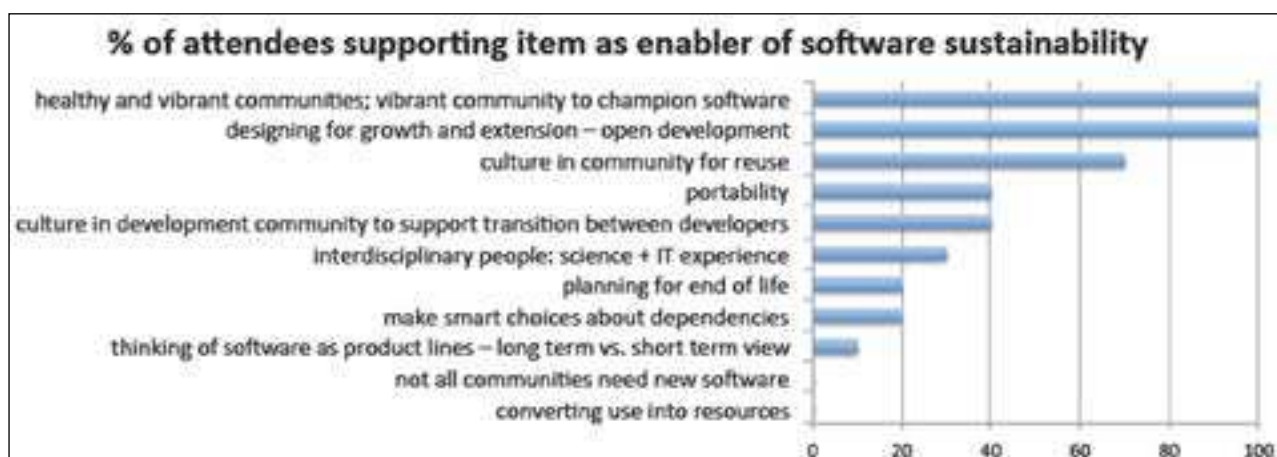 % of attendees supporting item as enabler of software sustainability
healthy and vibrant communities; vibrant community to champion software
designing for growth and extension – open development
culture in community for reuse
portability
culture in development community to support transition between developers
interdisciplinary people: science + IT experience
planning for end of life
make smart choices about dependencies
thinking of software as product lines – long term vs. short term view
not all communities need new software
converting use into resources
0 20 40 60 80 100